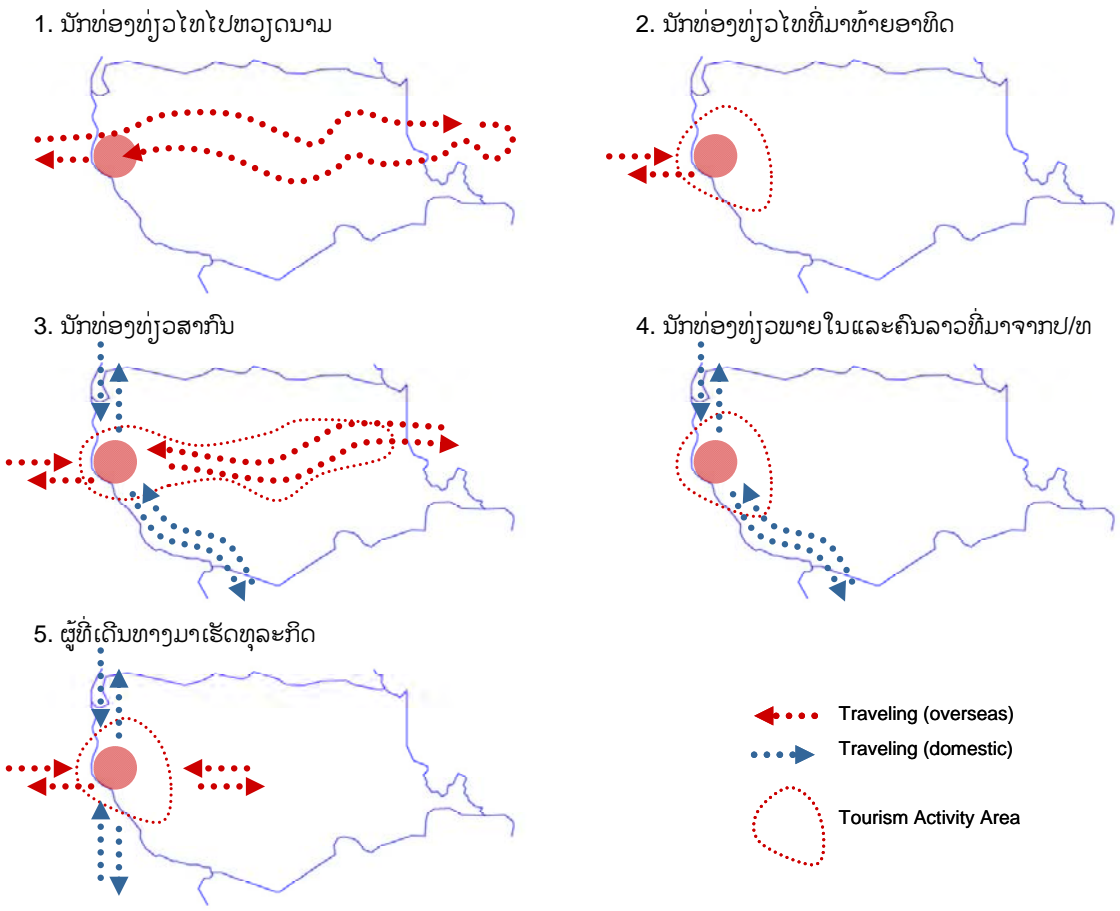 1. ນັກທ່ອງທ່ຽວໄທໄປຫວຽດນາມ
2. ນັກທ່ອງທ່ຽວໄທທີ່ມາທ້າຍອາທິດ
3. ນັກທ່ອງທ່ຽວສາກົນ
4. ນັກທ່ອງທ່ຽວພາຍໃນແລະຄົນລາວທີ່ມາຈາກປ/ທ
5. ຜູ້ທີ່ເດີນທາງມາເຮັດທຸລະກິດ
Traveling (overseas)
Traveling (domestic)
Tourism Activity Area